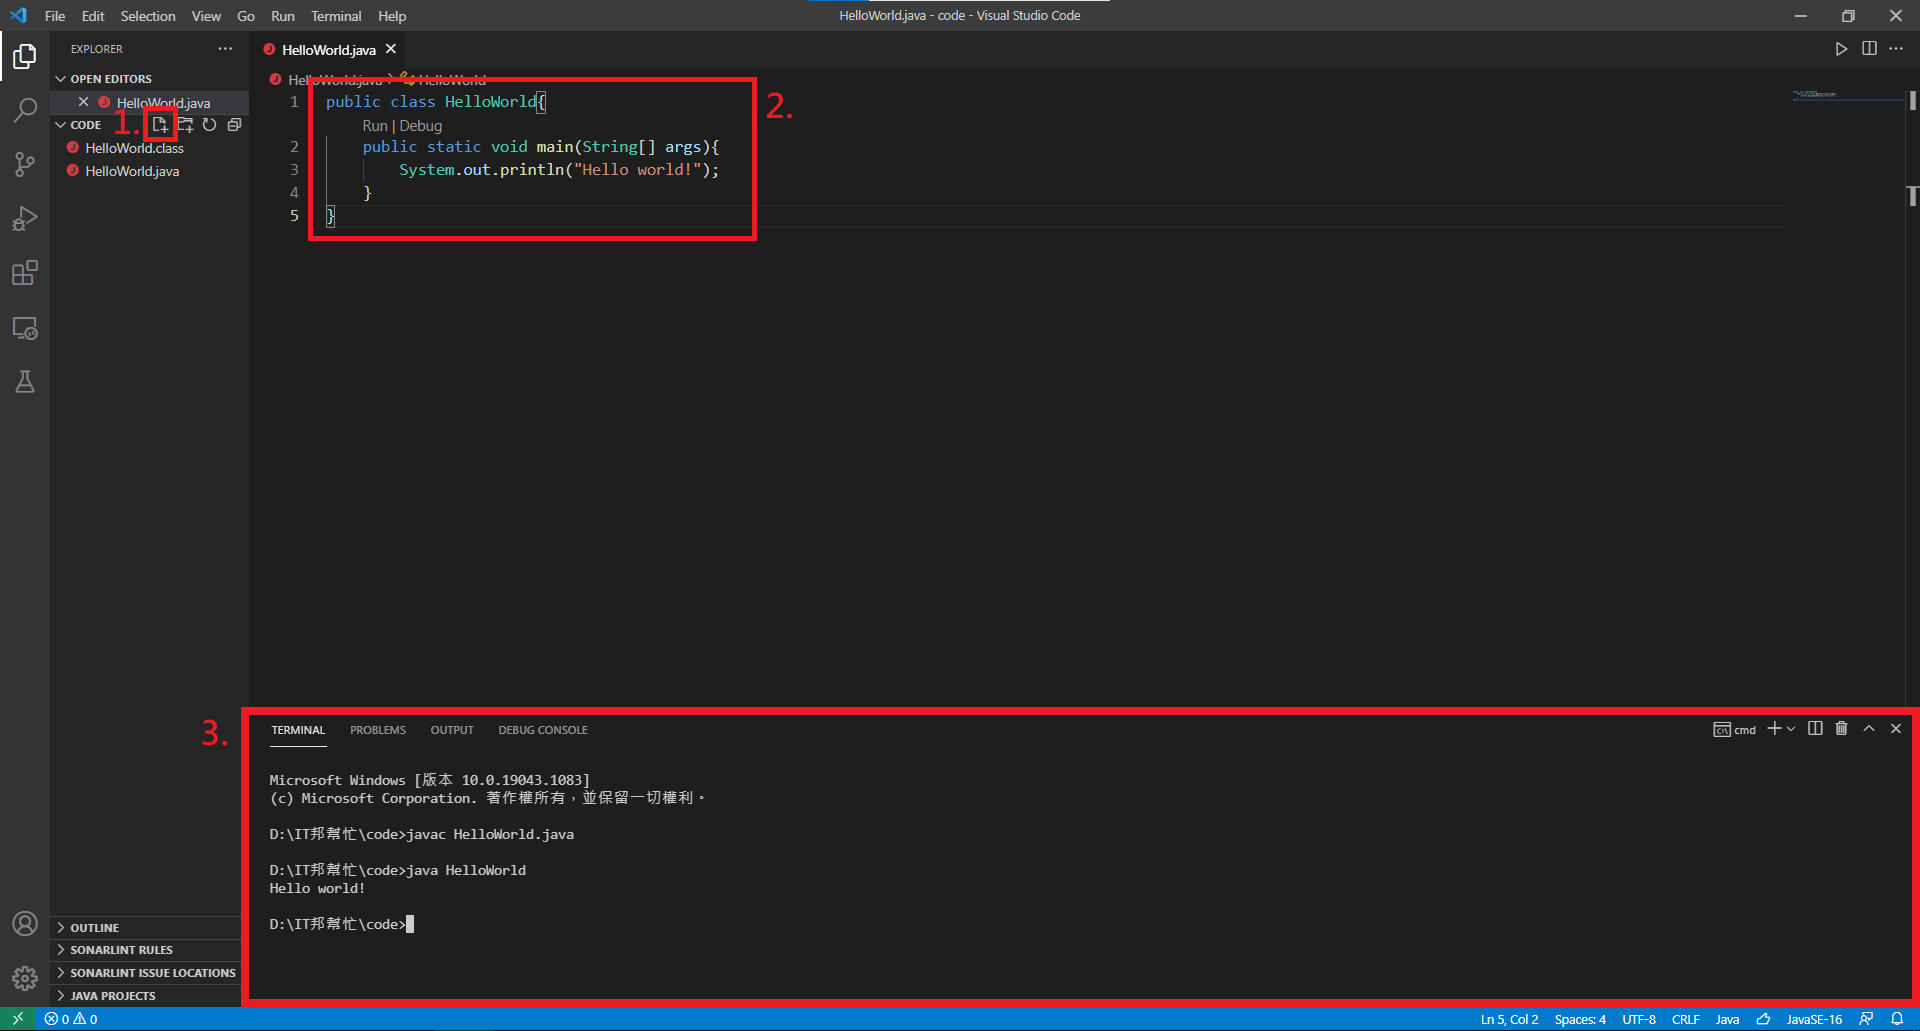 File Edit Selection View Go Run Terminal Help
HelloWorld.java - code - Visual Studio Code
EXPLORER
OPEN EDITORS
HelloWorld.java
CODE
1.
HelloWorld.class
HelloWorld.java
OUTLINE
SONARLINT RULES
SONARLINT ISSUE LOCATIONS
JAVA PROJECTS
HelloWorld.java
HelloWorld.java > HelloWorld
2.
1 public class HelloWorld{
Run | Debug
2 public static void main(String[] args){
3 System.out.println("Hello world!");
4 }
5 }
3.
TERMINAL PROBLEMS OUTPUT DEBUG CONSOLE
cmd
Microsoft Windows [版本 10.0.19043.1083]
(c) Microsoft Corporation. 著作權所有，並保留一切權利。
D:\IT邦幫忙\code>javac HelloWorld.java
D:\IT邦幫忙\code>java HelloWorld
Hello world!
D:\IT邦幫忙\code>
0 0
Ln 5, Col 2 Spaces: 4 UTF-8 CRLF Java JavaSE-16